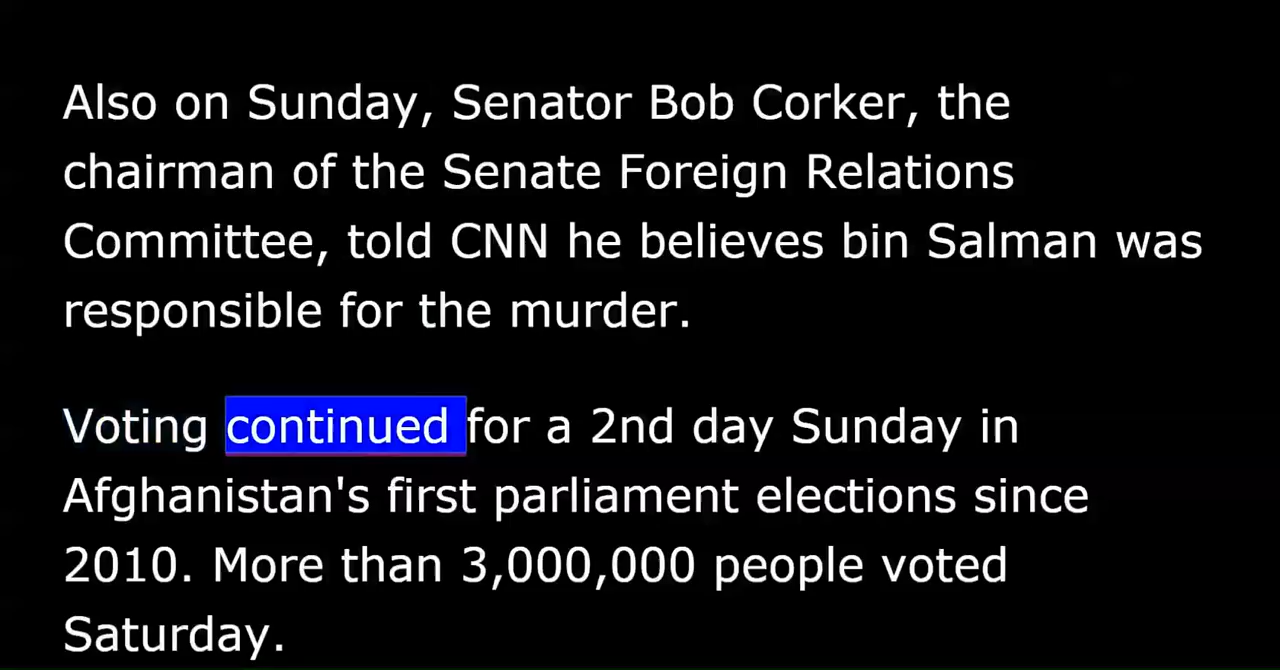 Also on Sunday, Senator Bob Corker, the
chairman of the Senate Foreign Relations
Committee, told CNN he believes bin Salman was
responsible for the murder.
Voting continued for a 2nd day Sunday in
Afghanistan's first parliament elections since
2010. More than 3,000,000 people voted
Saturday.